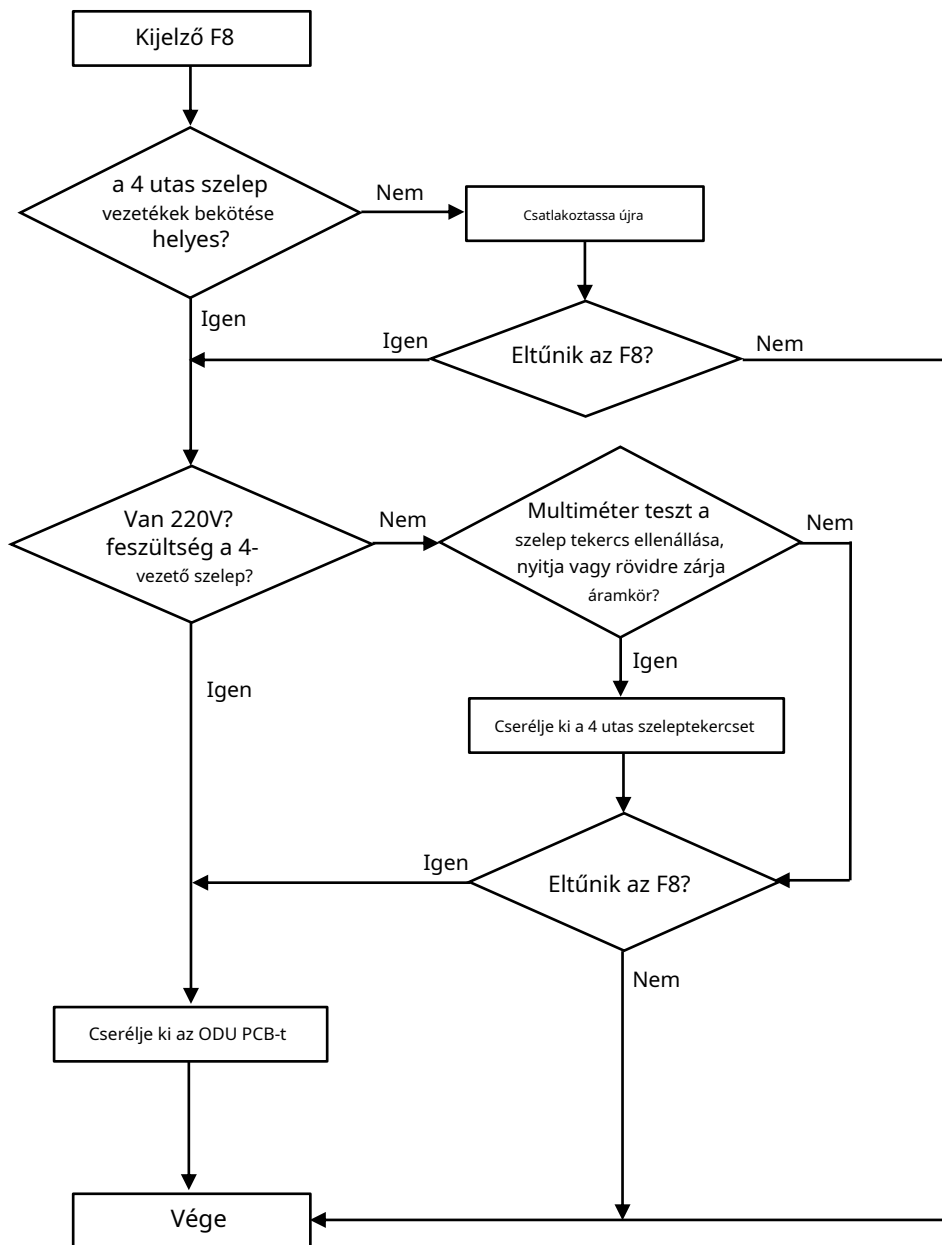 Kijelző F8
a 4 utas szelep
vezetékek bekötése
helyes?
Nem
Csatlakoztassa újra
Igen
Igen
Eltűnik az F8?
Nem
Van 220V?
feszültség a 4-
vezető szelep?
Nem
Multiméter teszt a
szelep tekercs ellenállása,
nyitja vagy rövidre zárja
áramkör?
Nem
Igen
Igen
Cserélje ki a 4 utas szeleptekercset
Igen
Eltűnik az F8?
Nem
Cserélje ki az ODU PCB-t
Vége